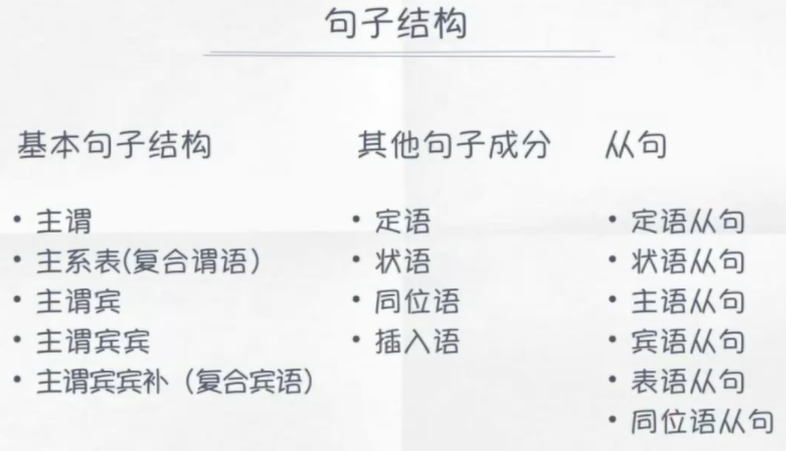 句子结构
基本句子结构
• 主谓
• 主系表(复合谓语)
• 主谓宾
• 主谓宾宾
• 主谓宾宾补（复合宾语）
其他句子成分
• 定语
• 状语
• 同位语
• 插入语
从句
• 定语从句
• 状语从句
• 主语从句
• 宾语从句
• 表语从句
• 同位语从句